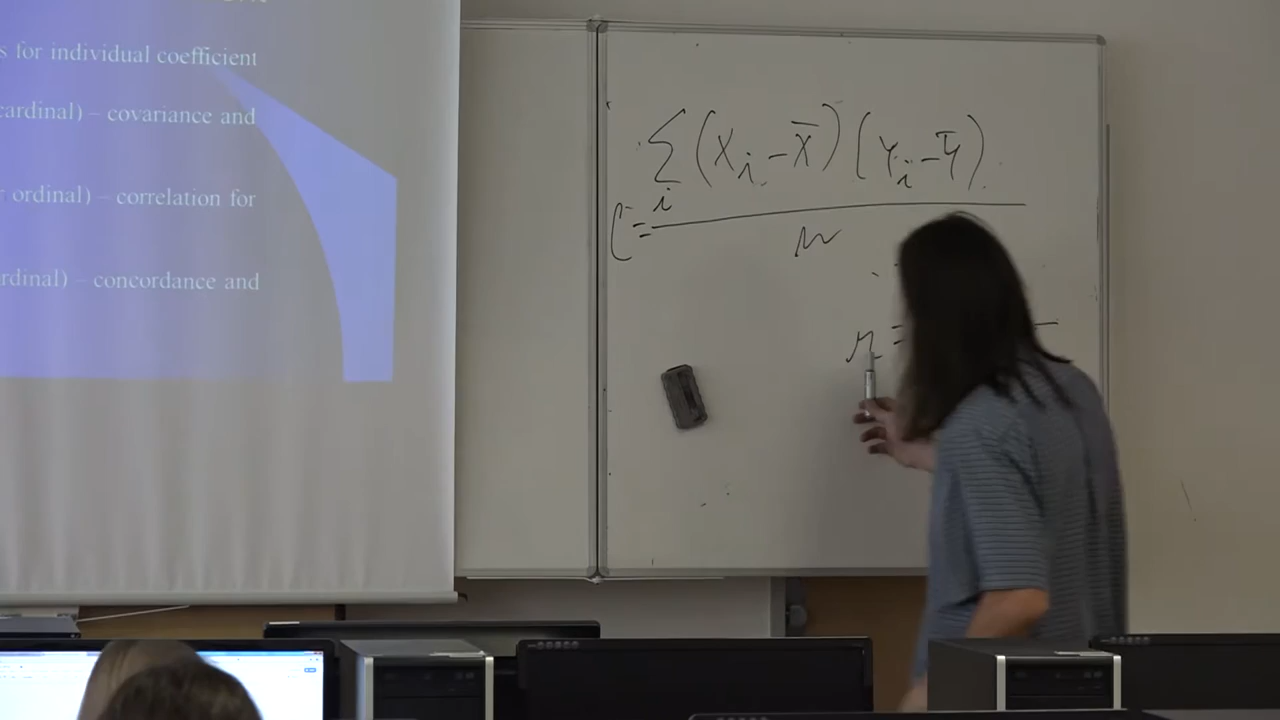 s for individual coefficient
cardinal) – covariance and
r ordinal) – correlation for
rdinal) – concordance and
C = ∑ i (Xi – X̄) (Yi – Ȳ)
n
r =